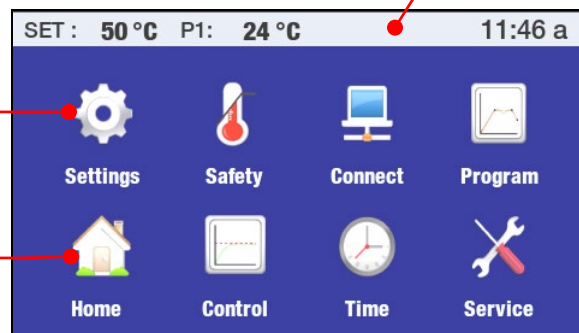 SET : 50 °C P1: 24 °C 11:46 a
Settings Safety Connect Program
Home Control Time Service